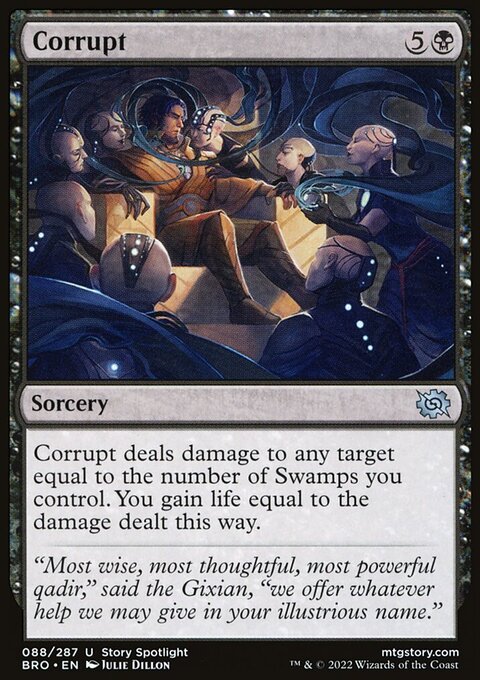 Corrupt 5
Sorcery
Corrupt deals damage to any target
equal to the number of Swamps you
control. You gain life equal to the
damage dealt this way.
“Most wise, most thoughtful, most powerful
qadir,” said the Gixian, “we offer whatever
help we may give in your illustrious name.”
088/287 U Story Spotlight mtgstory.com
BRO • EN Julie Dillon ™ & © 2022 Wizards of the Coast